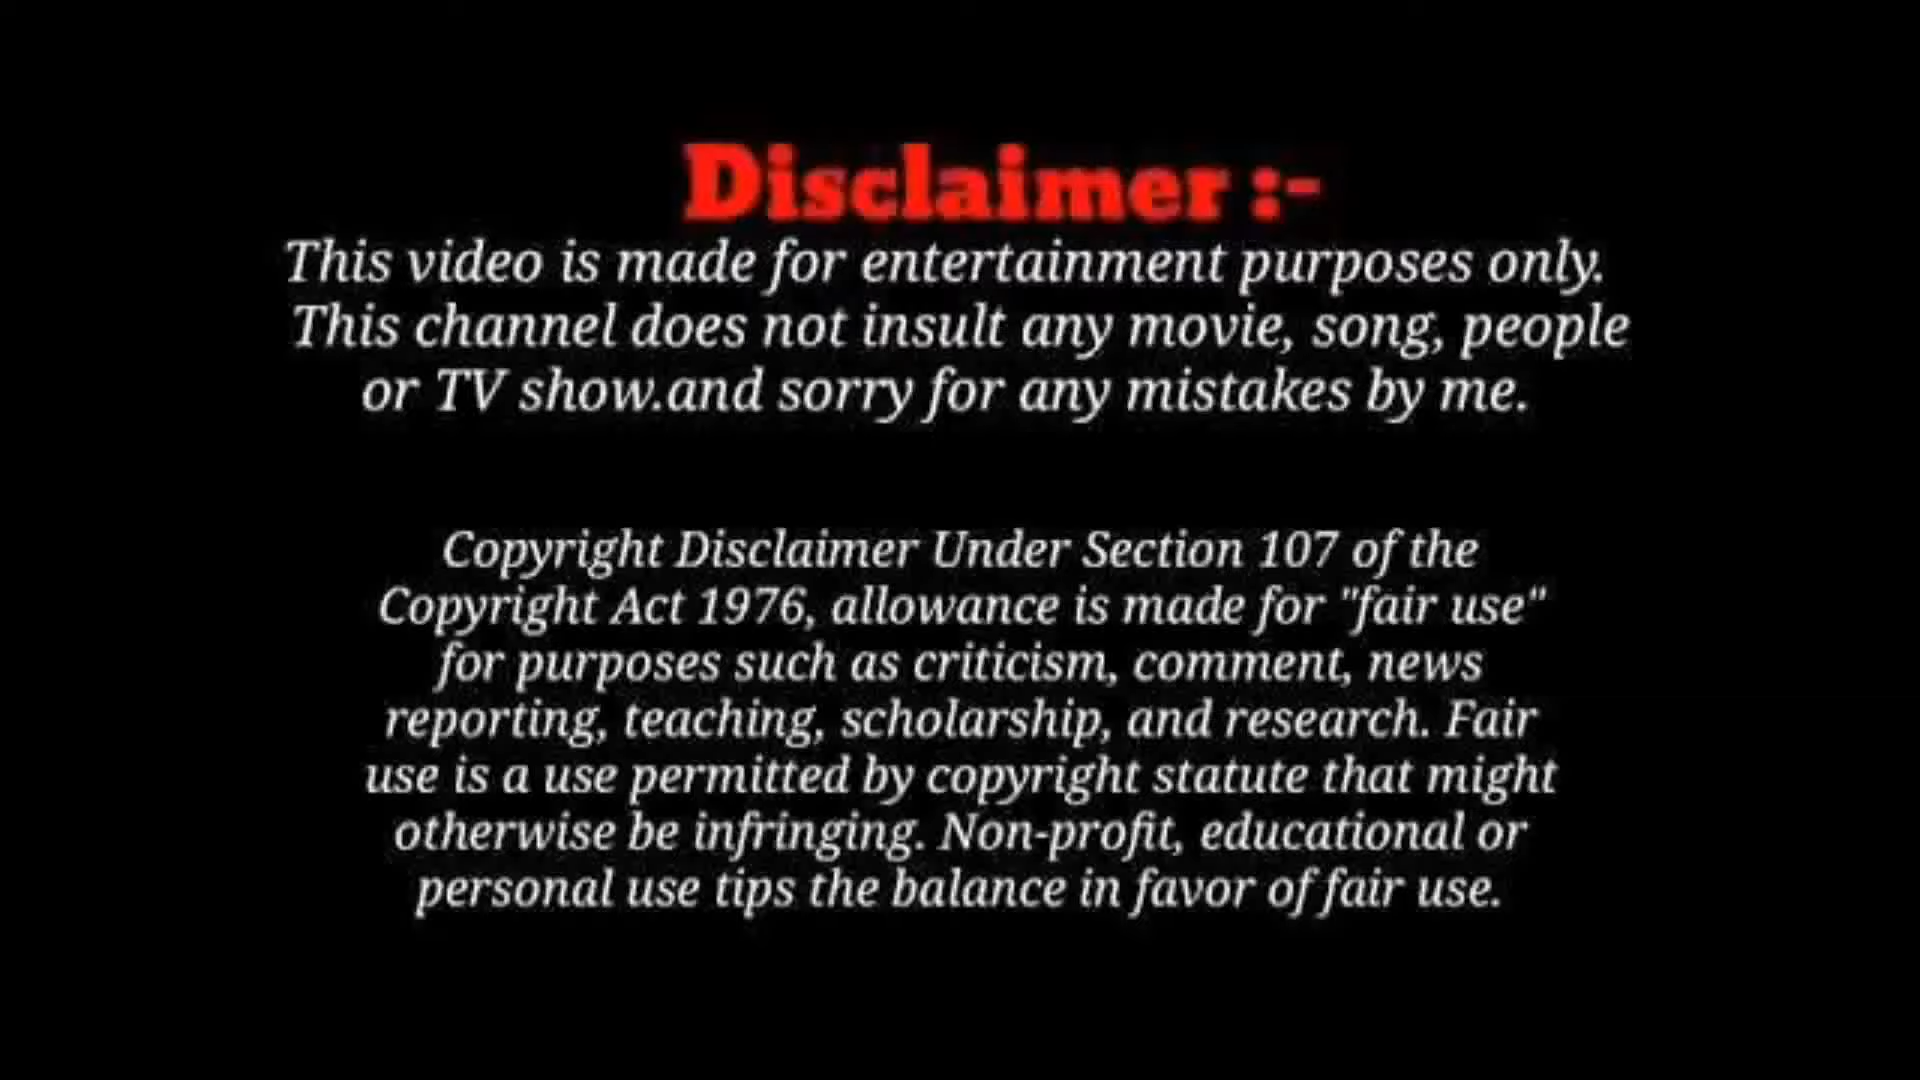 Disclaimer :-
This video is made for entertainment purposes only.
This channel does not insult any movie, song, people
or TV show.and sorry for any mistakes by me.
Copyright Disclaimer Under Section 107 of the
Copyright Act 1976, allowance is made for "fair use"
for purposes such as criticism, comment, news
reporting, teaching, scholarship, and research. Fair
use is a use permitted by copyright statute that might
otherwise be infringing. Non-profit, educational or
personal use tips the balance in favor of fair use.